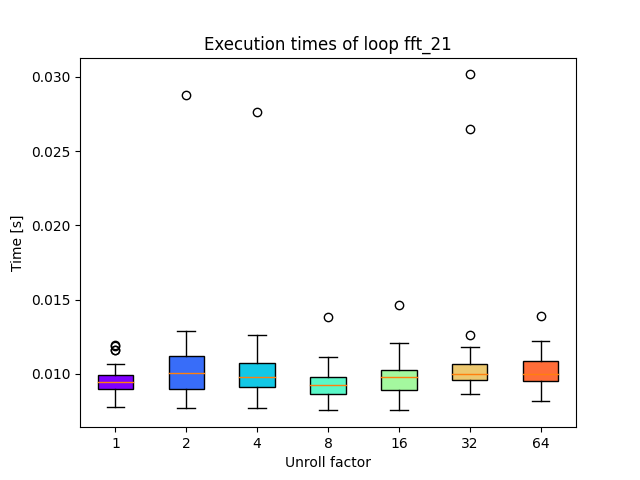 Execution times of loop fft_21
0.030
0.025
0.020
0.015
0.010
Time [s]
1 2 4 8 16 32 64
Unroll factor